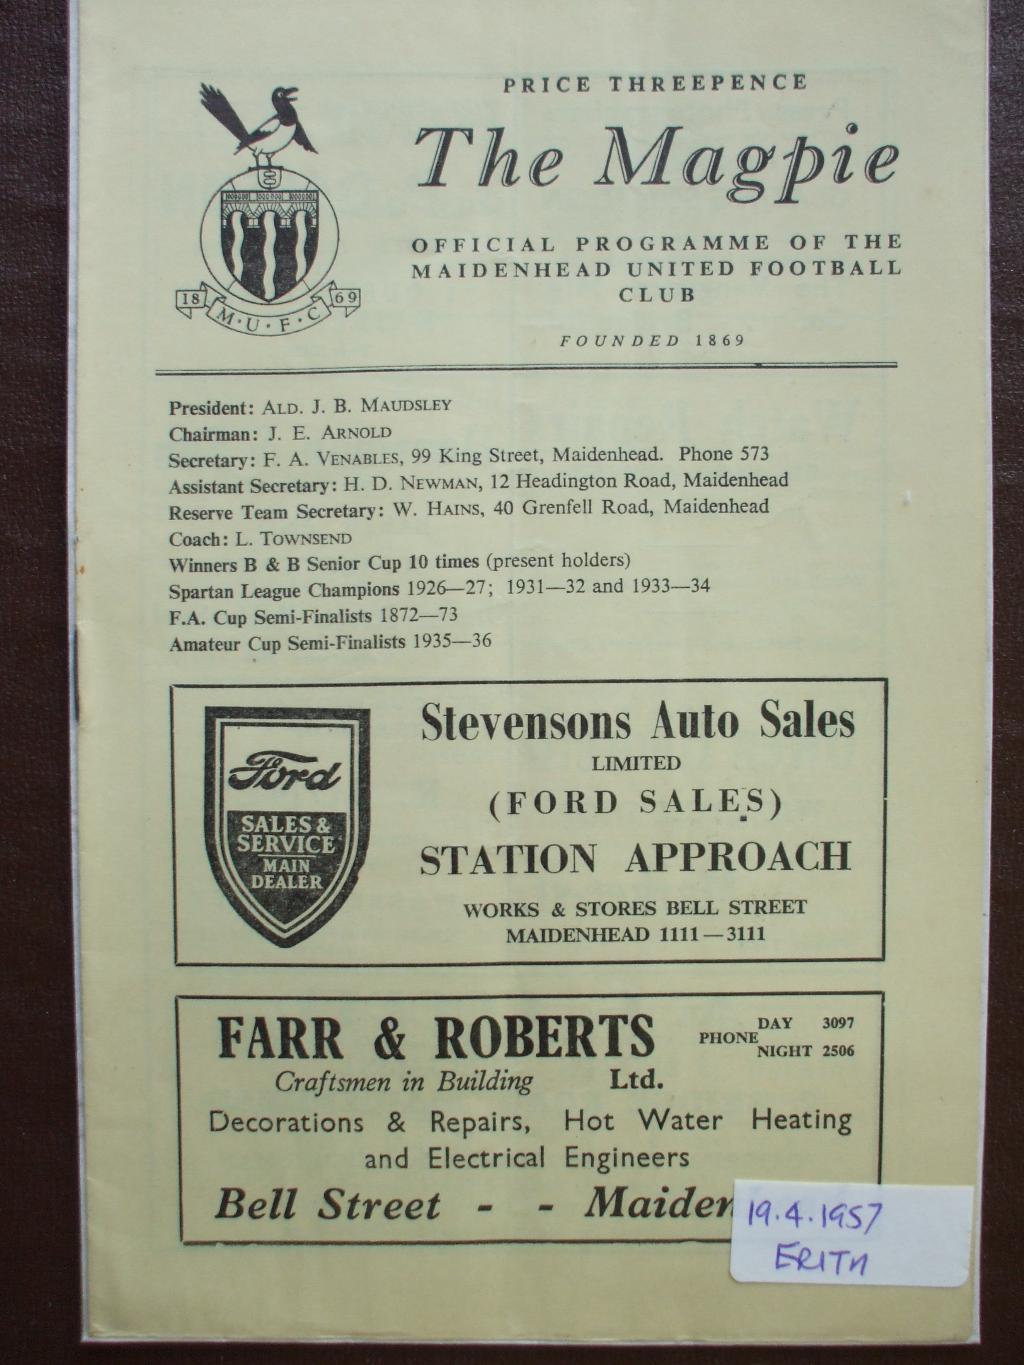 PRICE THREEPENCE
The Magpie
OFFICIAL PROGRAMME OF THE
MAIDENHEAD UNITED FOOTBALL
CLUB
FOUNDED 1869
18 69
M·U·F·C
President: ALD. J. B. MAUDSLEY
Chairman: J. E. ARNOLD
Secretary: F. A. VENABLES, 99 King Street, Maidenhead. Phone 573
Assistant Secretary: H. D. NEWMAN, 12 Headington Road, Maidenhead
Reserve Team Secretary: W. HAINS, 40 Grenfell Road, Maidenhead
Coach: L. TOWNSEND
Winners B & B Senior Cup 10 times (present holders)
Spartan League Champions 1926—27; 1931—32 and 1933—34
F.A. Cup Semi-Finalists 1872—73
Amateur Cup Semi-Finalists 1935—36
Ford
SALES &
SERVICE
MAIN
DEALER
Stevensons Auto Sales
LIMITED
(FORD SALES)
STATION APPROACH
WORKS & STORES BELL STREET
MAIDENHEAD 1111—3111
FARR & ROBERTS
Ltd.
PHONE DAY 3097
NIGHT 2506
Craftsmen in Building
Decorations & Repairs, Hot Water Heating
and Electrical Engineers
Bell Street - - Maiden
19.4.1957
ERITH